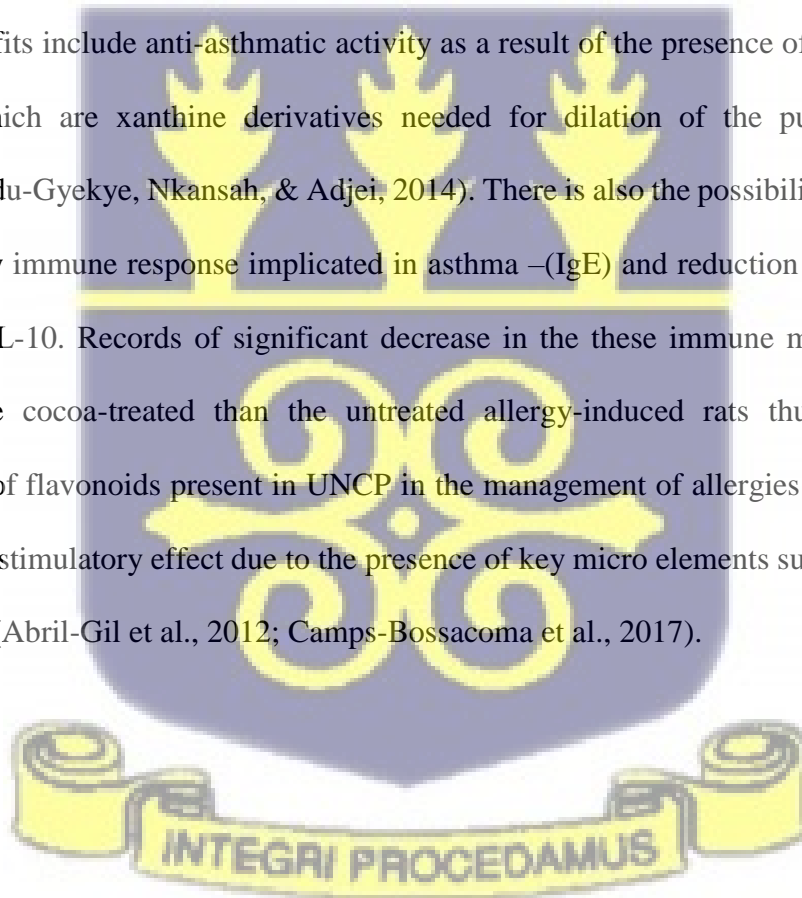 fits include anti-asthmatic activity as a result of the presence of
hich are xanthine derivatives needed for dilation of the pu
du-Gyekye, Nkansah, & Adjei, 2014). There is also the possibili
y immune response implicated in asthma –(IgE) and reduction
L-10. Records of significant decrease in the these immune m
e cocoa-treated than the untreated allergy-induced rats thu
of flavonoids present in UNCP in the management of allergies
stimulatory effect due to the presence of key micro elements su
(Abril-Gil et al., 2012; Camps-Bossacoma et al., 2017).
INTEGRI PROCEDAMUS